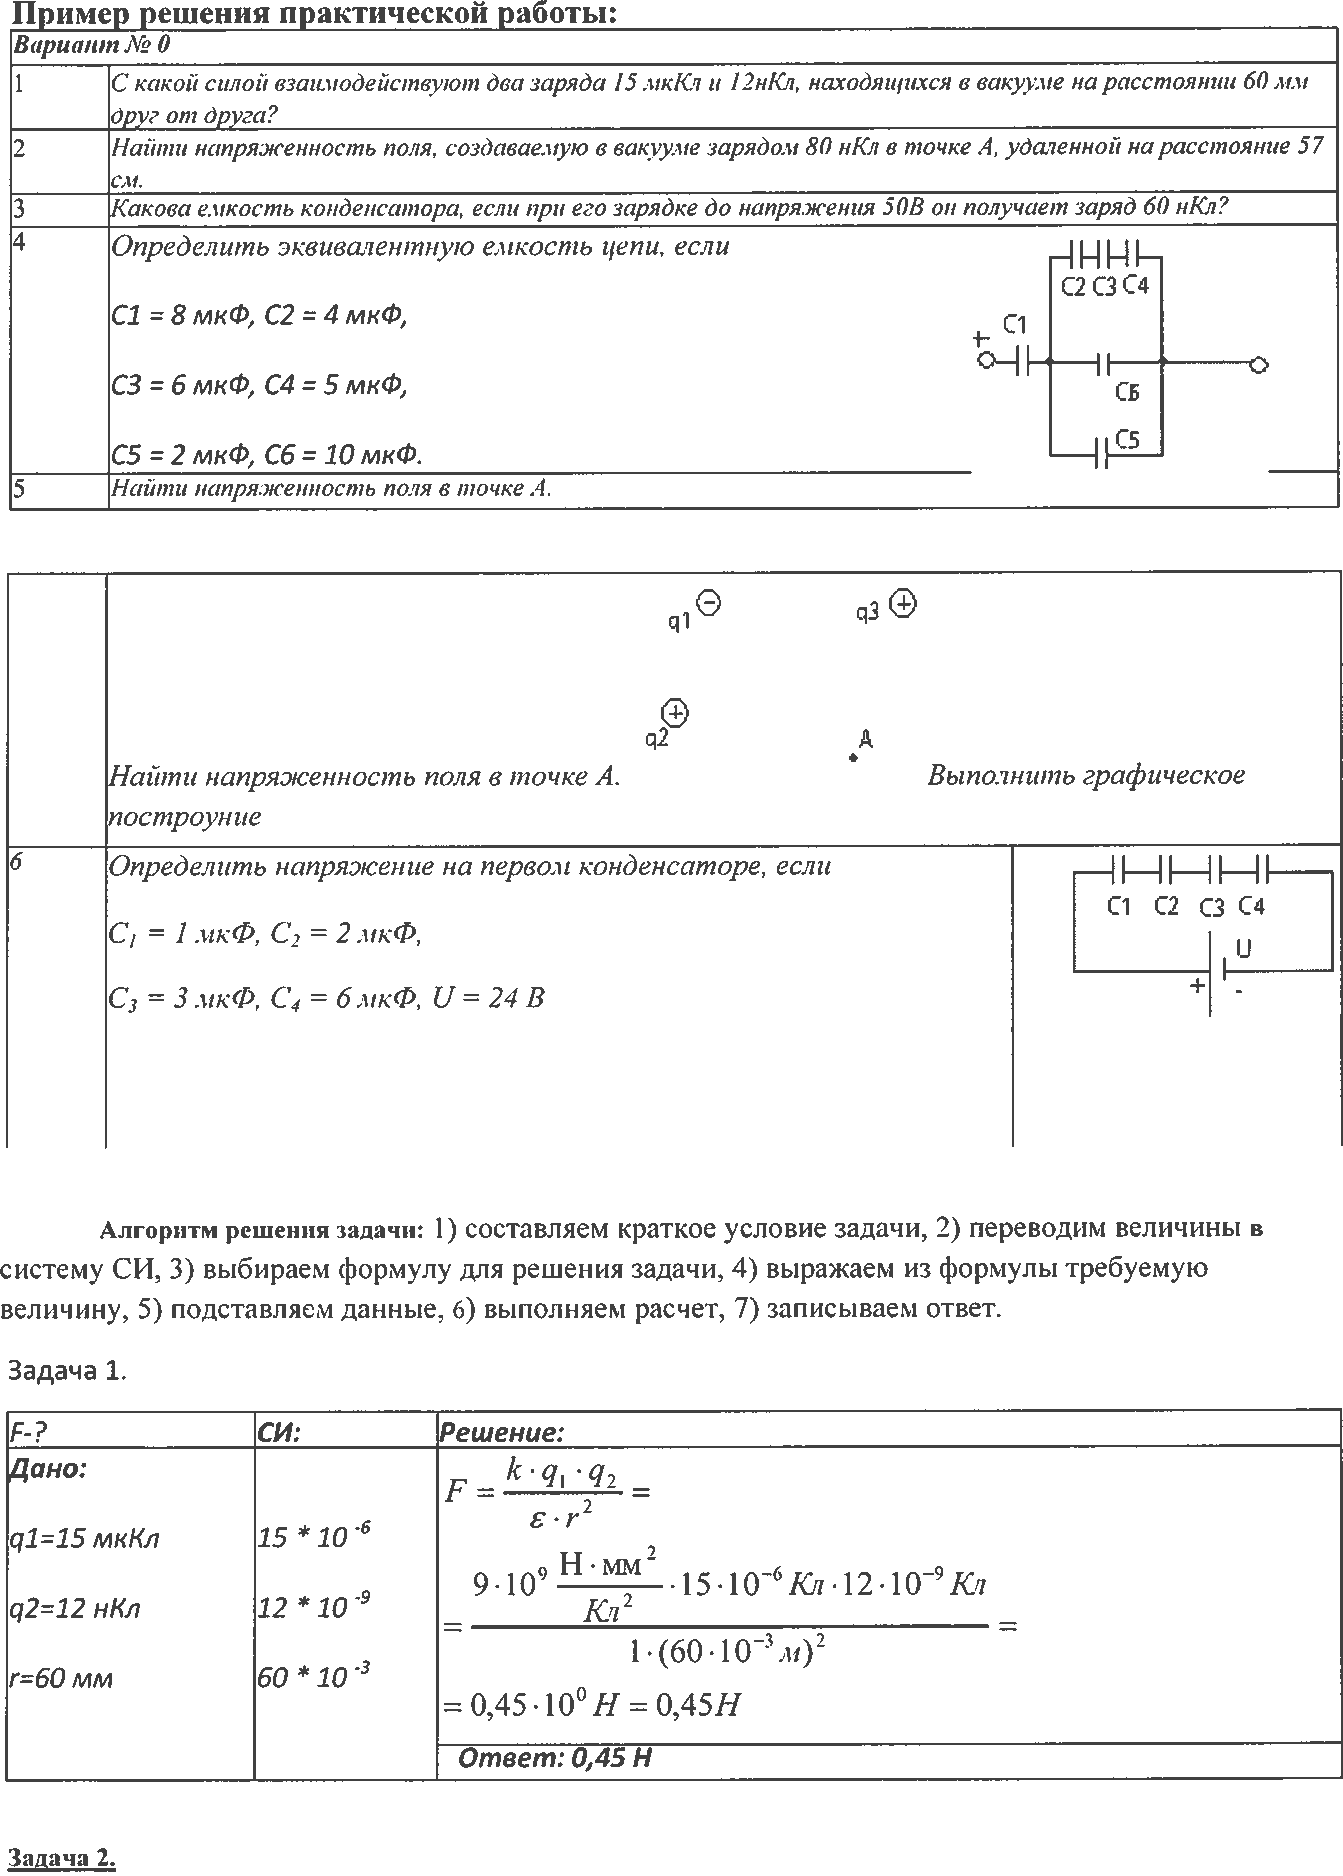 Пример решения практической работы:
Вариант № 0
1
С какой силой взаимодействуют два заряда 15 мкКл и 12нКл, находящихся в вакууме на расстоянии 60 мм
друг от друга?
2
Найти напряженность поля, создаваемую в вакууме зарядом 80 нКл в точке А, удаленной на расстояние 57
см.
3
Какова емкость конденсатора, если при его зарядке до напряжения 50В он получает заряд 60 нКл?
4
Определить эквивалентную емкость цепи, если
С1 = 8 мкФ, С2 = 4 мкФ,
С3 = 6 мкФ, С4 = 5 мкФ,
С5 = 2 мкФ, С6 = 10 мкФ.
C2 C3 C4
C1
+
CБ
C5
5
Найти напряженность поля в точке А.
q1 − q3 +
+
q2
A
Найти напряженность поля в точке А. Выполнить графическое
построуние
6
Определить напряжение на первом конденсаторе, если
C₁ = 1 мкФ, C₂ = 2 мкФ,
C₃ = 3 мкФ, C₄ = 6 мкФ, U = 24 В
C1 C2 C3 C4
U
+ -
Алгоритм решения задачи: 1) составляем краткое условие задачи, 2) переводим величины в
систему СИ, 3) выбираем формулу для решения задачи, 4) выражаем из формулы требуемую
величину, 5) подставляем данные, 6) выполняем расчет, 7) записываем ответ.
Задача 1.
F-? СИ: Решение:
Дано:
q1=15 мкКл 15 * 10 ⁻⁶
q2=12 нКл 12 * 10 ⁻⁹
r=60 мм 60 * 10 ⁻³
F = k · q₁ · q₂ / ε · r² =
= 9·10⁹ Н·мм² / Кл² ·15·10⁻⁶ Кл·12·10⁻⁹ Кл / 1·(60·10⁻³ м)² =
= 0,45·10⁰ Н = 0,45Н
Ответ: 0,45 Н
Задача 2.